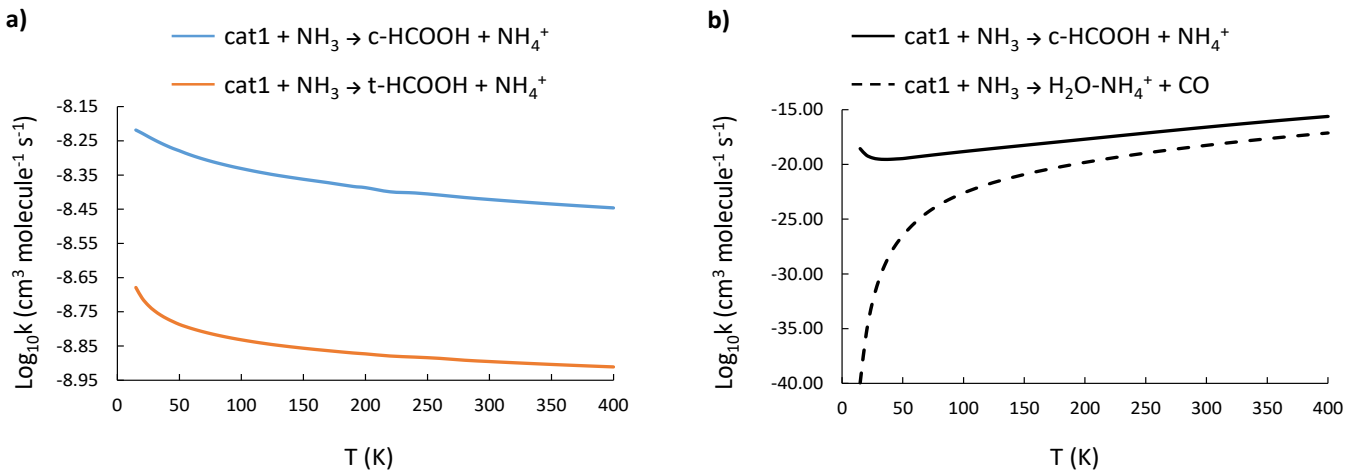 a)
cat1 + NH₃ → c-HCOOH + NH₄⁺
cat1 + NH₃ → t-HCOOH + NH₄⁺
Log₁₀k (cm³ molecule⁻¹ s⁻¹)
-8.15
-8.25
-8.35
-8.45
-8.55
-8.65
-8.75
-8.85
-8.95
0 50 100 150 200 250 300 350 400
T (K)
b)
cat1 + NH₃ → c-HCOOH + NH₄⁺
cat1 + NH₃ → H₂O-NH₄⁺ + CO
Log₁₀k (cm³ molecule⁻¹ s⁻¹)
-15.00
-20.00
-25.00
-30.00
-35.00
-40.00
0 50 100 150 200 250 300 350 400
T (K)